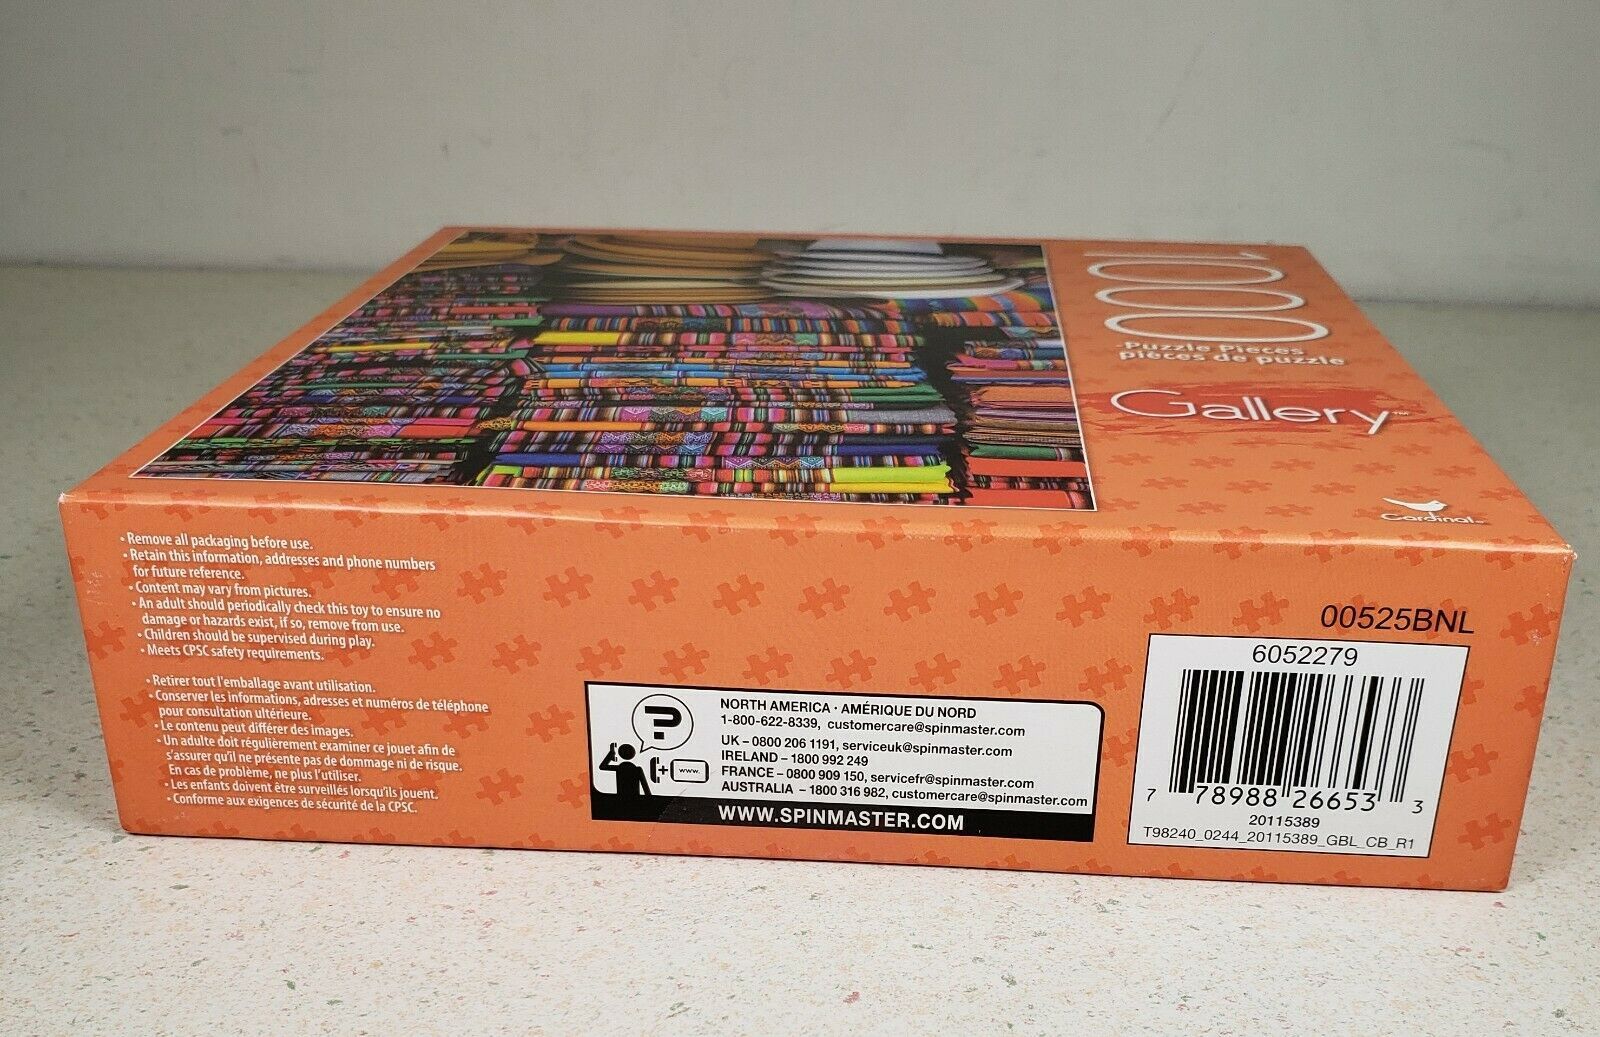 1000
Puzzle Pieces
pièces de puzzle
Gallery™
Cardinal
• Remove all packaging before use.
• Retain this information, addresses and phone numbers
for future reference.
• Content may vary from pictures.
• An adult should periodically check this toy to ensure no
damage or hazards exist, if so, remove from use.
• Children should be supervised during play.
• Meets CPSC safety requirements.
• Retirer tout l'emballage avant utilisation.
• Conserver les informations, adresses et numéros de téléphone
pour consultation ultérieure.
• Le contenu peut différer des images.
• Un adulte doit régulièrement examiner ce jouet afin de
s'assurer qu'il ne présente pas de dommage ni de risque.
En cas de problème, ne plus l'utiliser.
• Les enfants doivent être surveillés lorsqu'ils jouent.
• Conforme aux exigences de sécurité de la CPSC.
?
+ www.
NORTH AMERICA · AMÉRIQUE DU NORD
1-800-622-8339, customercare@spinmaster.com
UK – 0800 206 1191, serviceuk@spinmaster.com
IRELAND – 1800 992 249
FRANCE – 0800 909 150, servicefr@spinmaster.com
AUSTRALIA – 1800 316 982, customercare@spinmaster.com
WWW.SPINMASTER.COM
00525BNL
6052279
7 78988 26653 3
20115389
T98240_0244_20115389_GBL_CB_R1